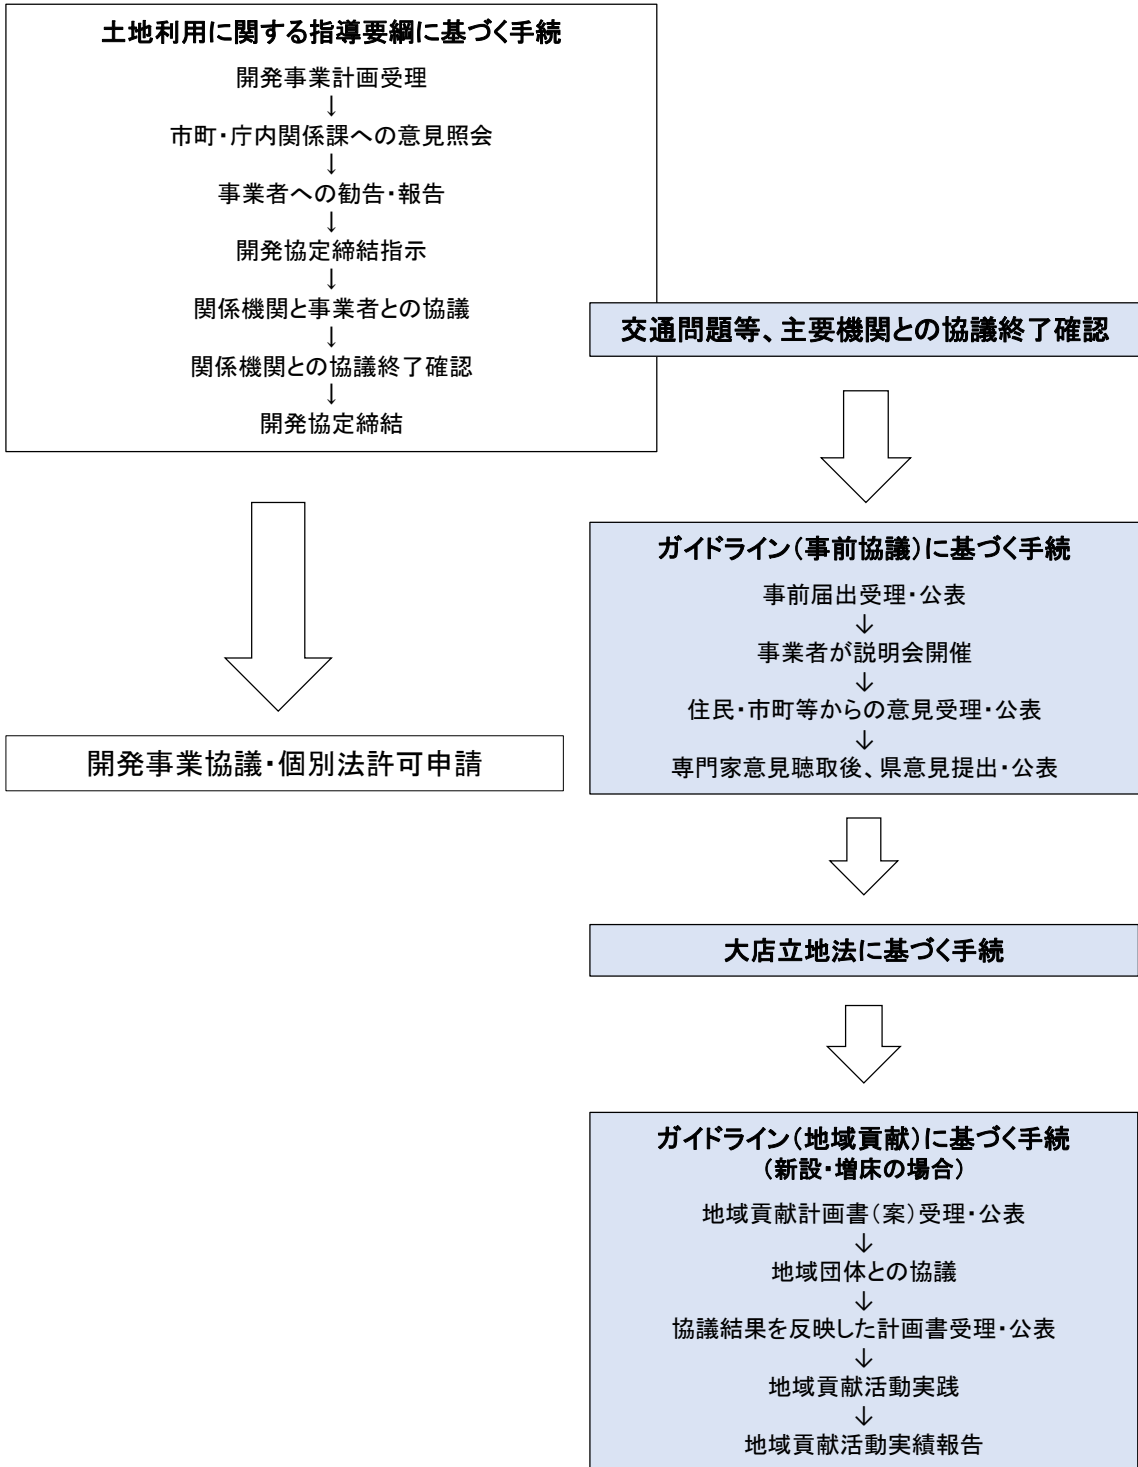 土地利用に関する指導要綱に基づく手続
開発事業計画受理
↓
市町・庁内関係課への意見照会
↓
事業者への勧告・報告
↓
開発協定締結指示
↓
関係機関と事業者との協議
↓
関係機関との協議終了確認
↓
開発協定締結
交通問題等、主要機関との協議終了確認
開発事業協議・個別法許可申請
ガイドライン（事前協議）に基づく手続
事前届出受理・公表
↓
事業者が説明会開催
↓
住民・市町等からの意見受理・公表
↓
専門家意見聴取後、県意見提出・公表
大店立地法に基づく手続
ガイドライン（地域貢献）に基づく手続
（新設・増床の場合）
地域貢献計画書（案）受理・公表
↓
地域団体との協議
↓
協議結果を反映した計画書受理・公表
↓
地域貢献活動実践
↓
地域貢献活動実績報告